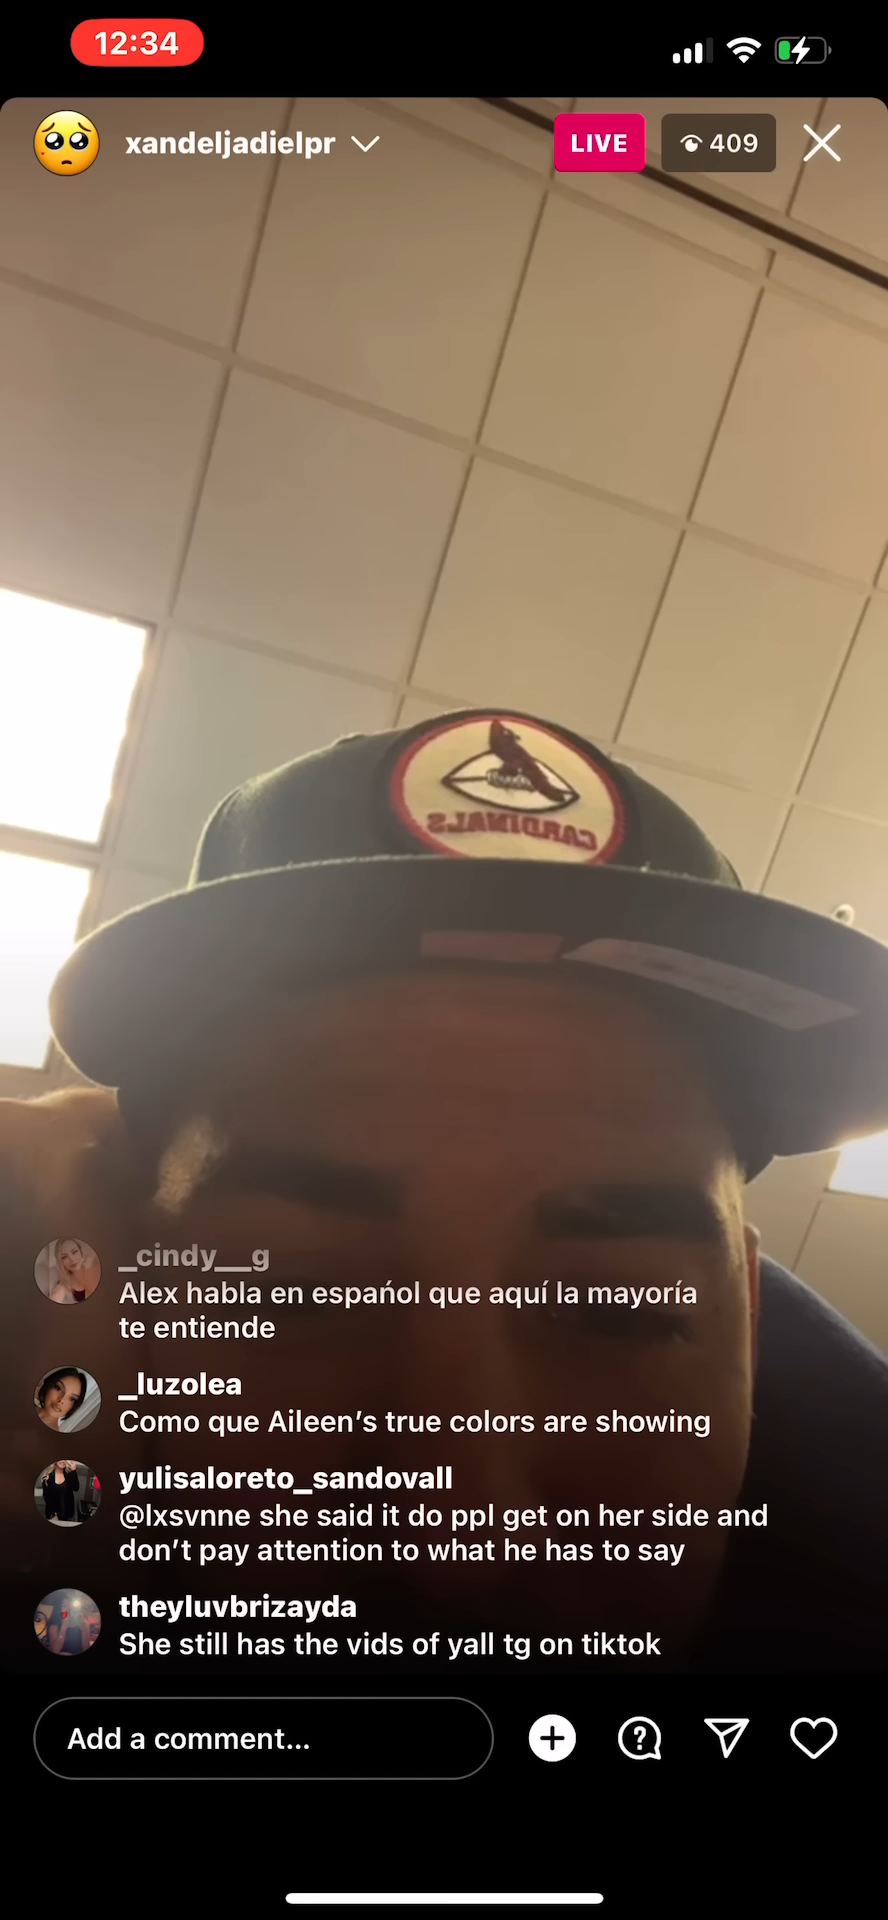 12:34
xandeljadielpr
LIVE
409
CARDINALS
_cindy__g
Alex habla en espańol que aquí la mayoría
te entiende
_luzolea
Como que Aileen’s true colors are showing
yulisaloreto_sandovall
@lxsvnne she said it do ppl get on her side and
don’t pay attention to what he has to say
theyluvbrizayda
She still has the vids of yall tg on tiktok
Add a comment...